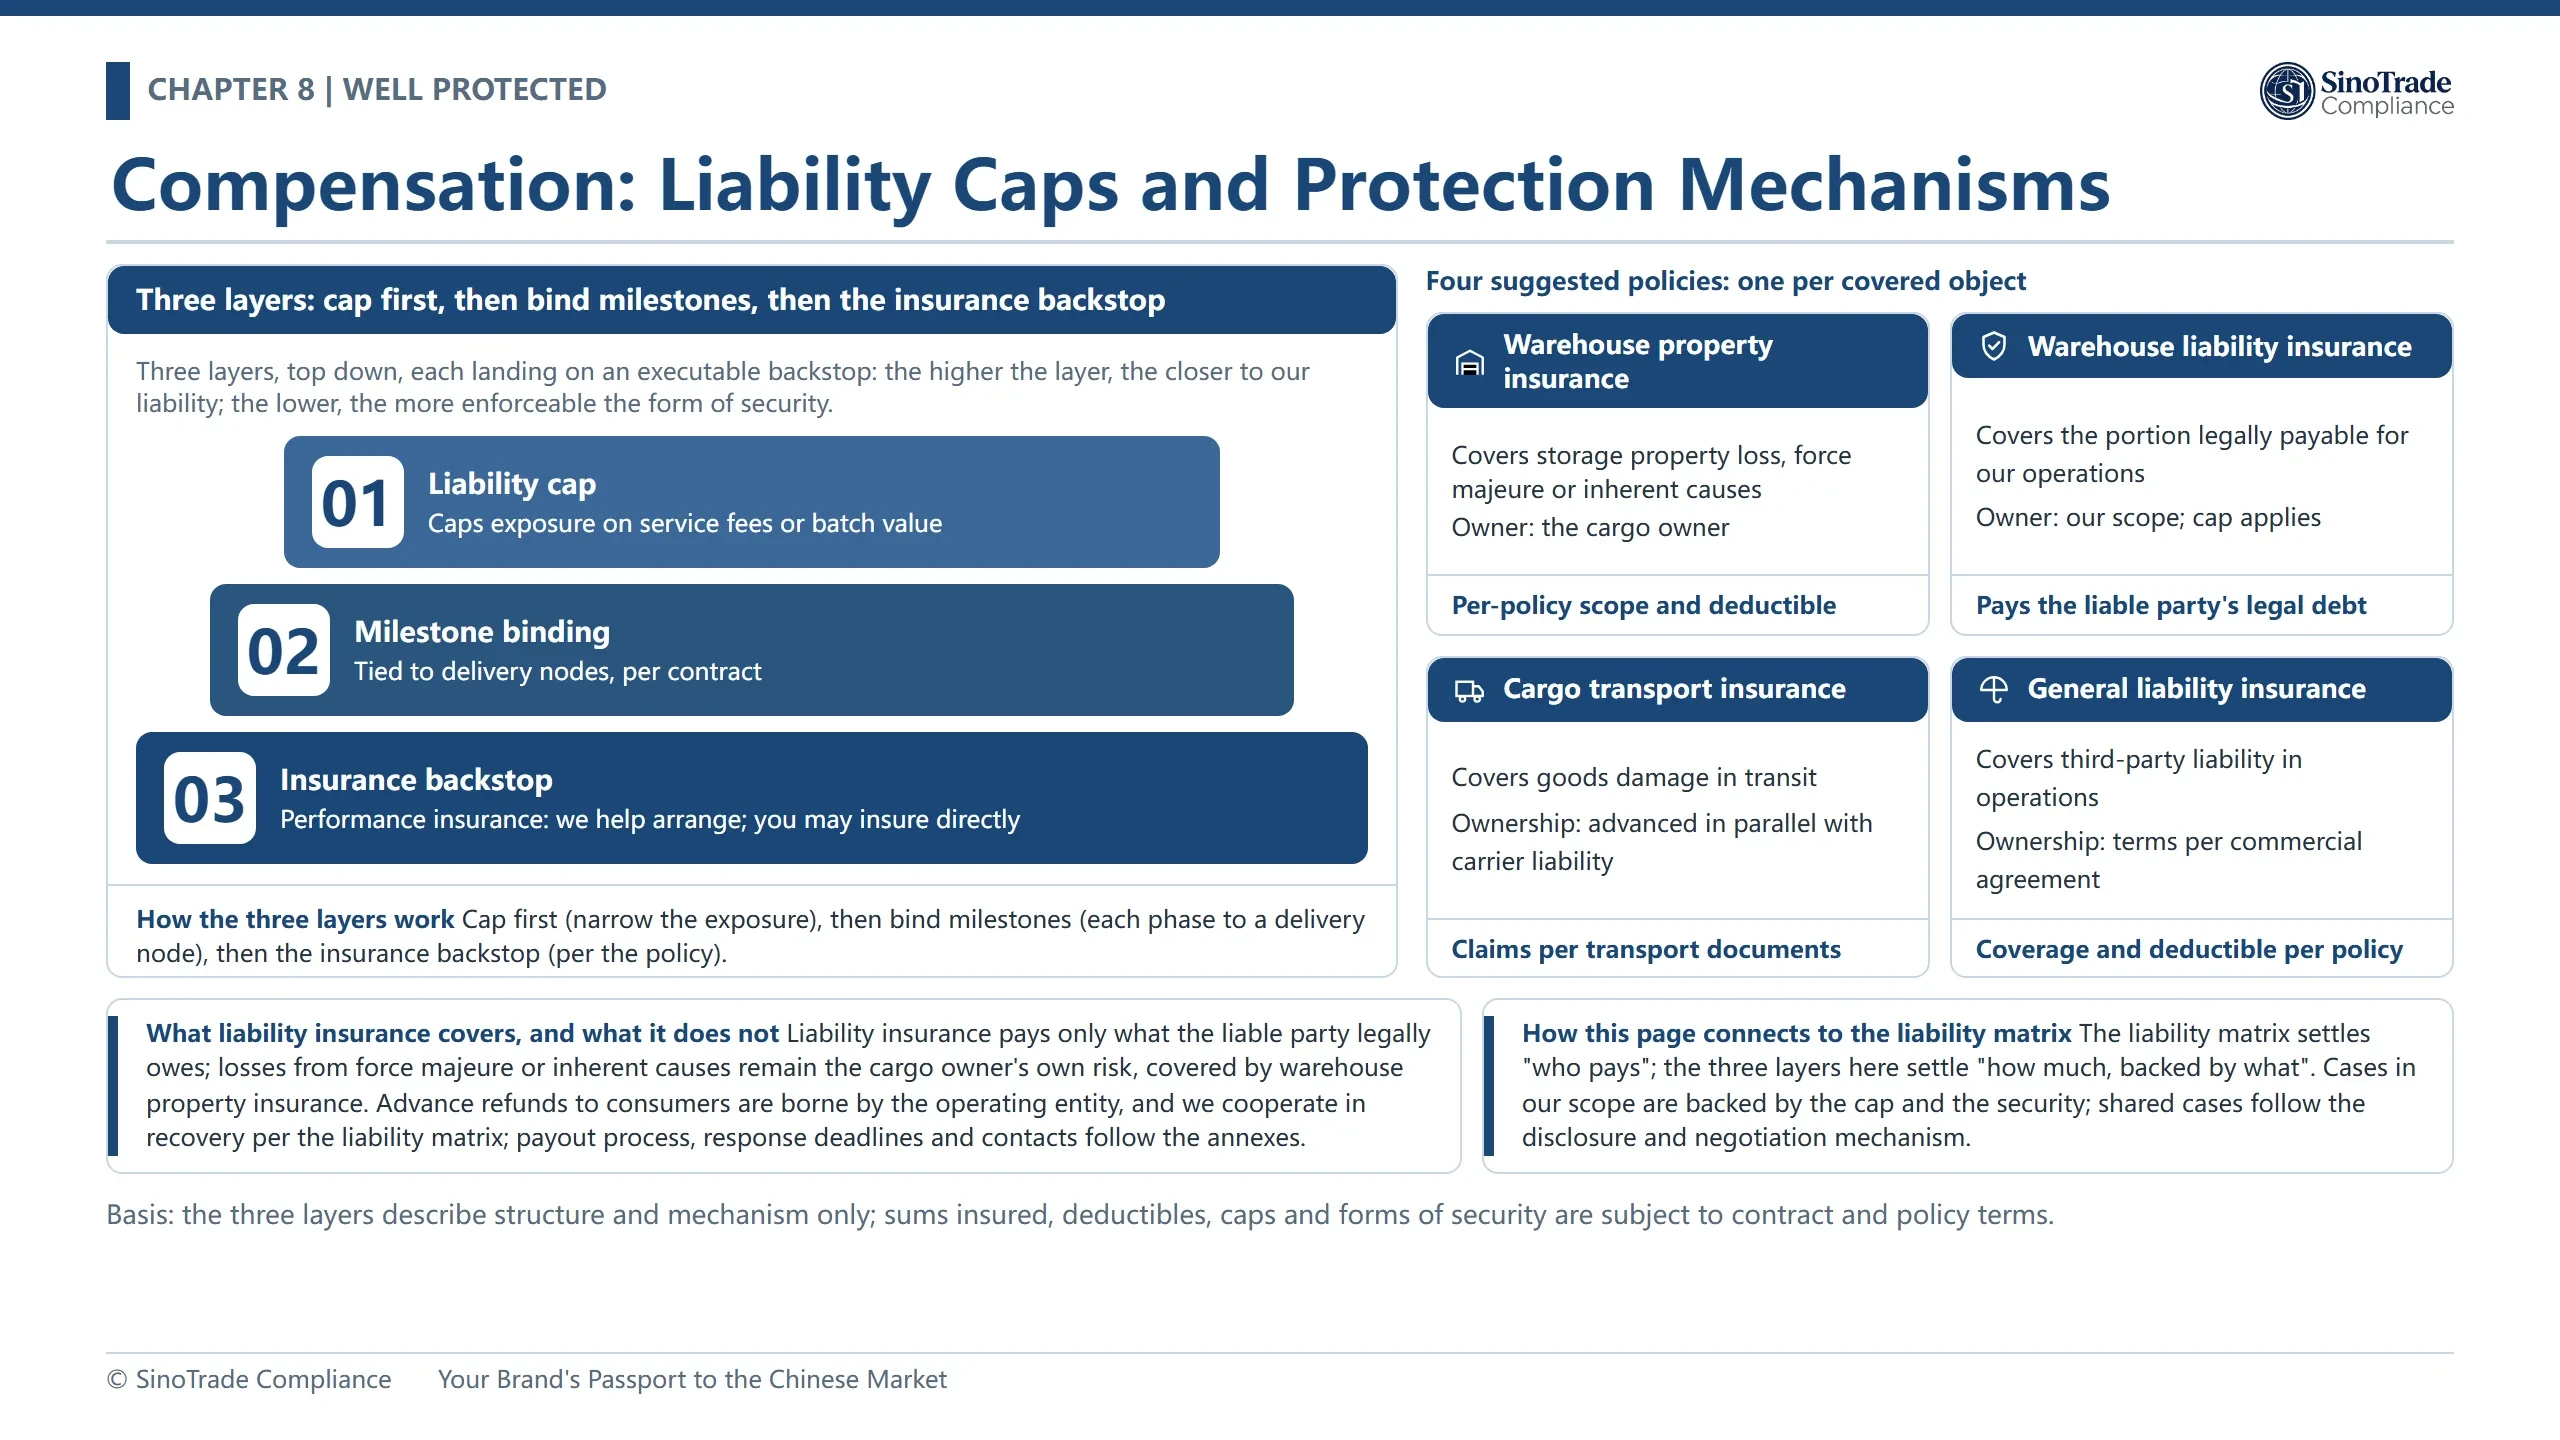 CHAPTER 8 | WELL PROTECTED
SinoTrade
Compliance
Compensation: Liability Caps and Protection Mechanisms
Three layers: cap first, then bind milestones, then the insurance backstop
Three layers, top down, each landing on an executable backstop: the higher the layer, the closer to our
liability; the lower, the more enforceable the form of security.
01
Liability cap
Caps exposure on service fees or batch value
02
Milestone binding
Tied to delivery nodes, per contract
03
Insurance backstop
Performance insurance: we help arrange; you may insure directly
How the three layers work Cap first (narrow the exposure), then bind milestones (each phase to a delivery
node), then the insurance backstop (per the policy).
Four suggested policies: one per covered object
Warehouse property
insurance
Covers storage property loss, force
majeure or inherent causes
Owner: the cargo owner
Per-policy scope and deductible
Warehouse liability insurance
Covers the portion legally payable for
our operations
Owner: our scope; cap applies
Pays the liable party's legal debt
Cargo transport insurance
Covers goods damage in transit
Ownership: advanced in parallel with
carrier liability
Claims per transport documents
General liability insurance
Covers third-party liability in
operations
Ownership: terms per commercial
agreement
Coverage and deductible per policy
What liability insurance covers, and what it does not Liability insurance pays only what the liable party legally
owes; losses from force majeure or inherent causes remain the cargo owner's own risk, covered by warehouse
property insurance. Advance refunds to consumers are borne by the operating entity, and we cooperate in
recovery per the liability matrix; payout process, response deadlines and contacts follow the annexes.
How this page connects to the liability matrix The liability matrix settles
"who pays"; the three layers here settle "how much, backed by what". Cases in
our scope are backed by the cap and the security; shared cases follow the
disclosure and negotiation mechanism.
Basis: the three layers describe structure and mechanism only; sums insured, deductibles, caps and forms of security are subject to contract and policy terms.
© SinoTrade Compliance Your Brand's Passport to the Chinese Market